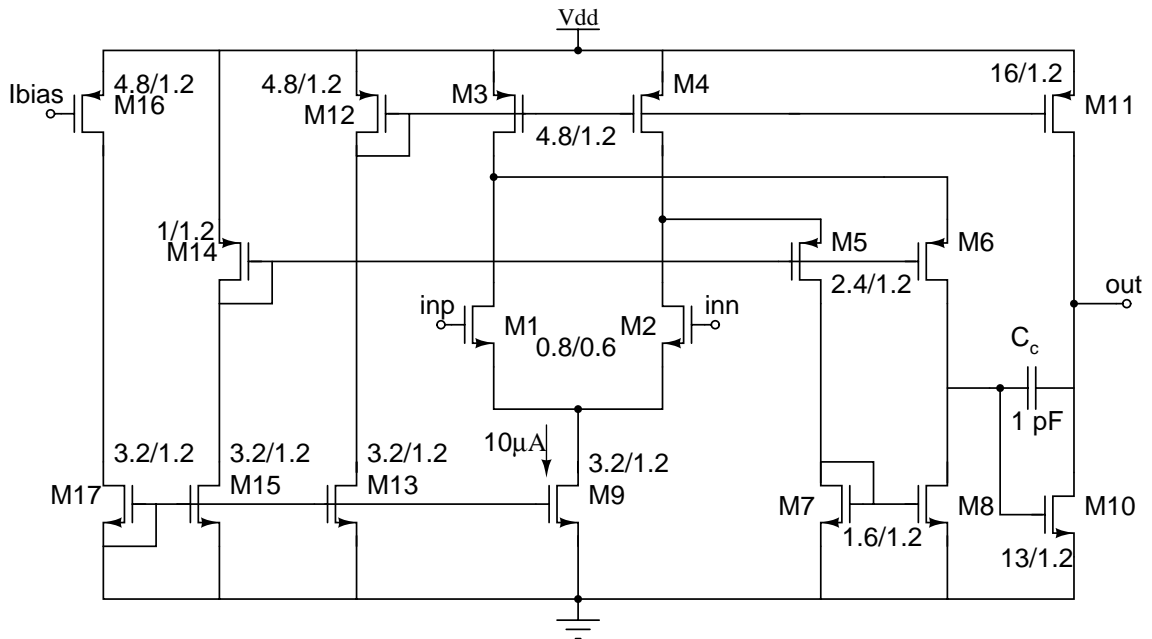 Vdd
4.8/1.2
4.8/1.2
M3
M4
16/1.2
Ibias
M16
M12
4.8/1.2
M11
1/1.2
M14
M5
M6
2.4/1.2
out
inp
M1
M2
inn
0.8/0.6
Cc
1 pF
10μA
3.2/1.2
3.2/1.2
3.2/1.2
3.2/1.2
M17
M15
M13
M9
M7
M8
M10
1.6/1.2
13/1.2